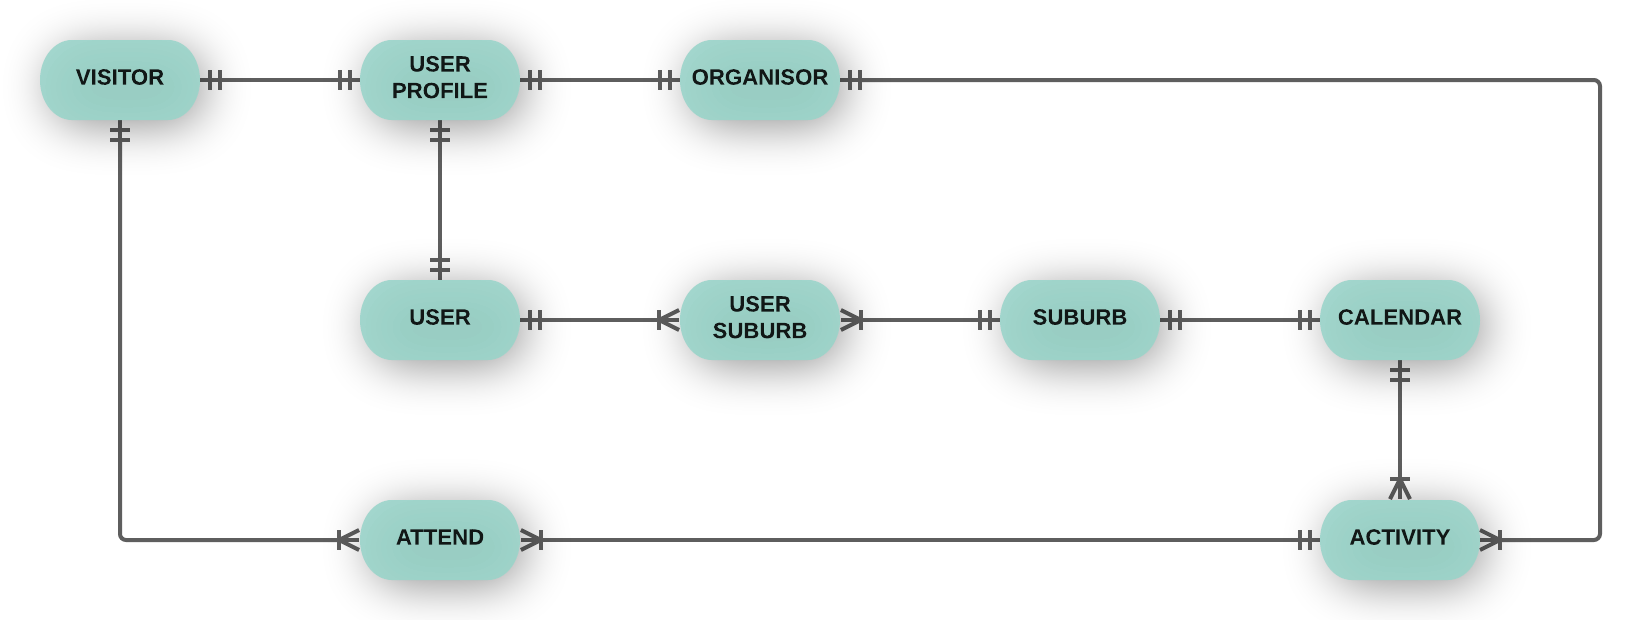 VISITOR
USER
PROFILE
ORGANISOR
USER
USER
SUBURB
SUBURB
CALENDAR
ATTEND
ACTIVITY